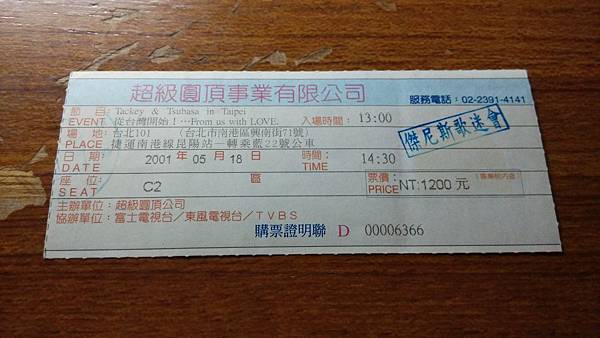 超級圓頂事業有限公司 服務電話：02-2391-4141
節目： Tackey & Tsubasa in Taipei
EVENT 從台灣開始！…From us with LOVE. 入場時間：13:00
場地： 台北101 （台北市南港區興南街71號）
PLACE 捷運南港線昆陽站－轉乘藍22號公車
傑尼斯歌迷會
日期： 2001 年 05 月 18 日 時間： 14:30
DATE TIME
座位： C2 區 票價：
SEAT PRICE NT:1200 元
主辦單位：超級圓頂公司
協辦單位：富士電視台／東風電視台／TVBS
購票證明聯 D 00006366